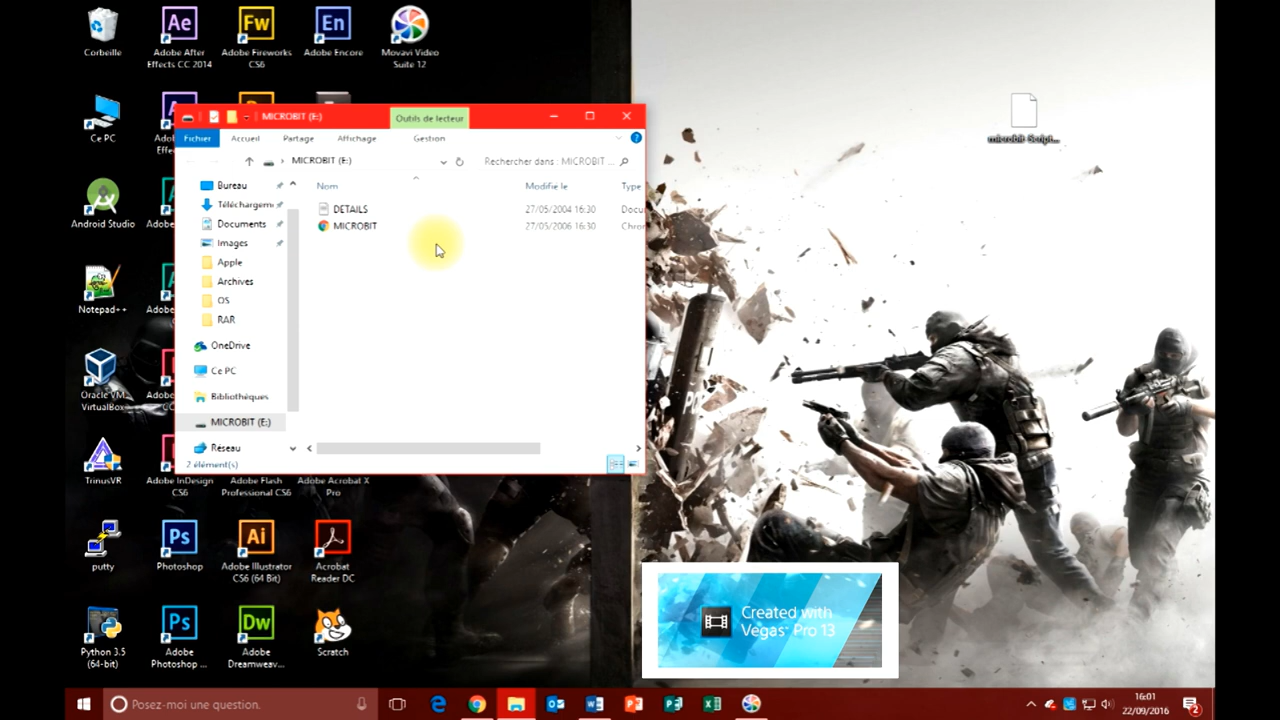 Corbeille
Adobe After
Effects CC 2014
Adobe Fireworks
CS6
Adobe Encore
Movavi Video
Suite 12
Ce PC
microbit-Script...
MICROBIT (E:)
Outils de lecteur
Fichier
Accueil
Partage
Affichage
Gestion
MICROBIT (E:)
Rechercher dans : MICROBIT ...
Bureau
Téléchargem
Documents
Images
Apple
Archives
OS
RAR
OneDrive
Ce PC
Bibliothèques
MICROBIT (E:)
Réseau
2 élément(s)
Nom
Modifié le
Type
DETAILS
27/05/2004 16:30
Docu
MICROBIT
27/05/2006 16:30
Chro
Android Studio
Notepad++
Oracle VM
VirtualBox
TrinusVR
Adobe InDesign
CS6
Adobe Flash
Professional CS6
Adobe Acrobat X
Pro
putty
Photoshop
Adobe Illustrator
CS6 (64 Bit)
Acrobat
Reader DC
Python 3.5
(64-bit)
Adobe
Photoshop ...
Adobe
Dreamweav...
Scratch
Created with
Vegas Pro 13
Posez-moi une question.
16:01
22/09/2016
2